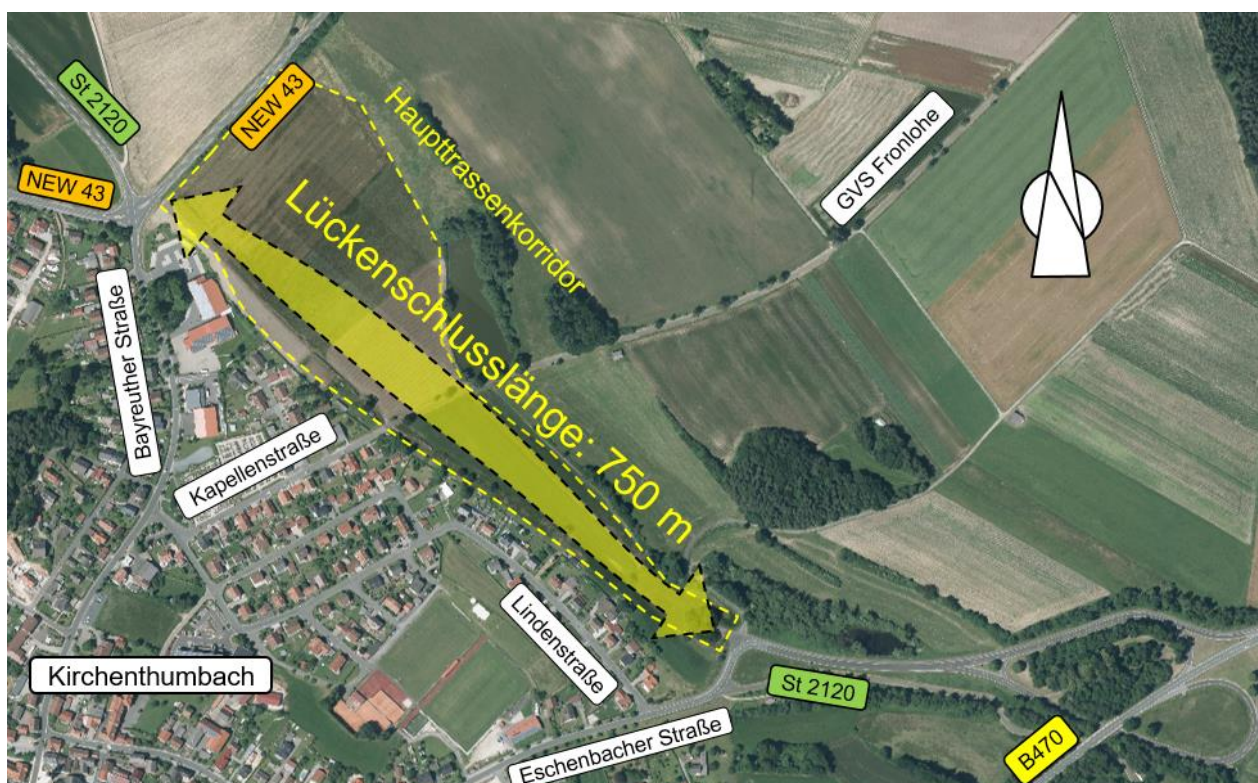 St 2120
NEW 43
NEW 43
Haupttrassenkorridor
GVS Fronlohe
Lückenschlusslänge: 750 m
Bayreuther Straße
Kapellenstraße
Lindenstraße
Kirchenthumbach
St 2120
Eschenbacher Straße
B470